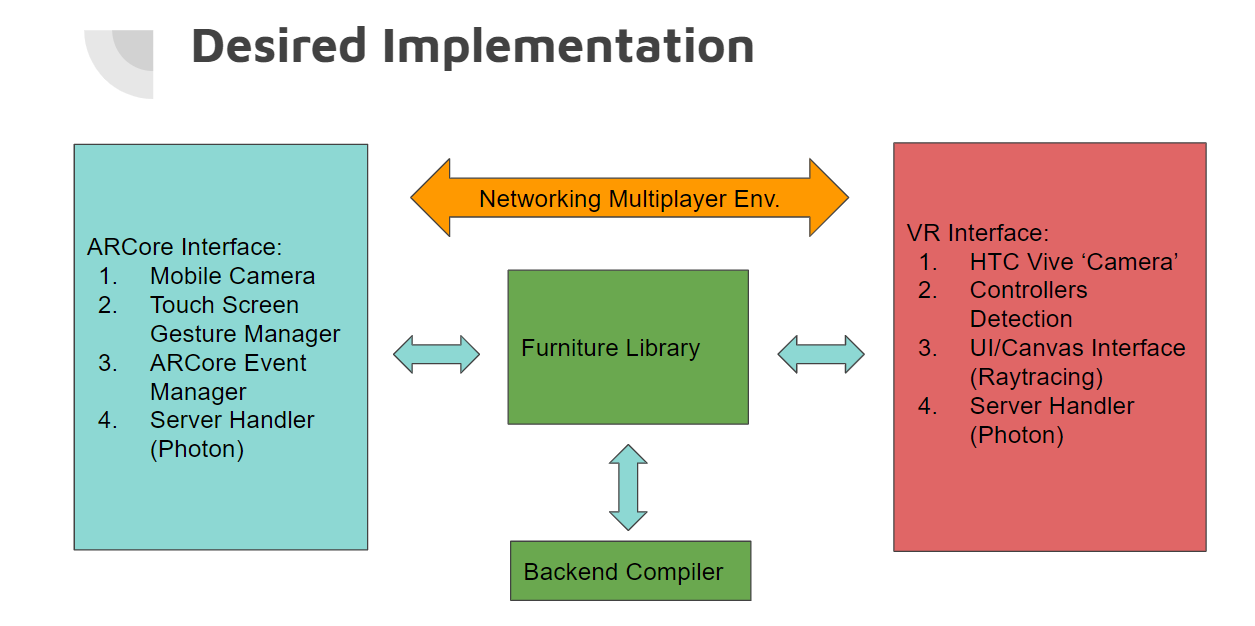 Desired Implementation
Networking Multiplayer Env.
ARCore Interface:
1. Mobile Camera
2. Touch Screen
Gesture Manager
3. ARCore Event
Manager
4. Server Handler
(Photon)
Furniture Library
Backend Compiler
VR Interface:
1. HTC Vive ‘Camera’
2. Controllers
Detection
3. UI/Canvas Interface
(Raytracing)
4. Server Handler
(Photon)